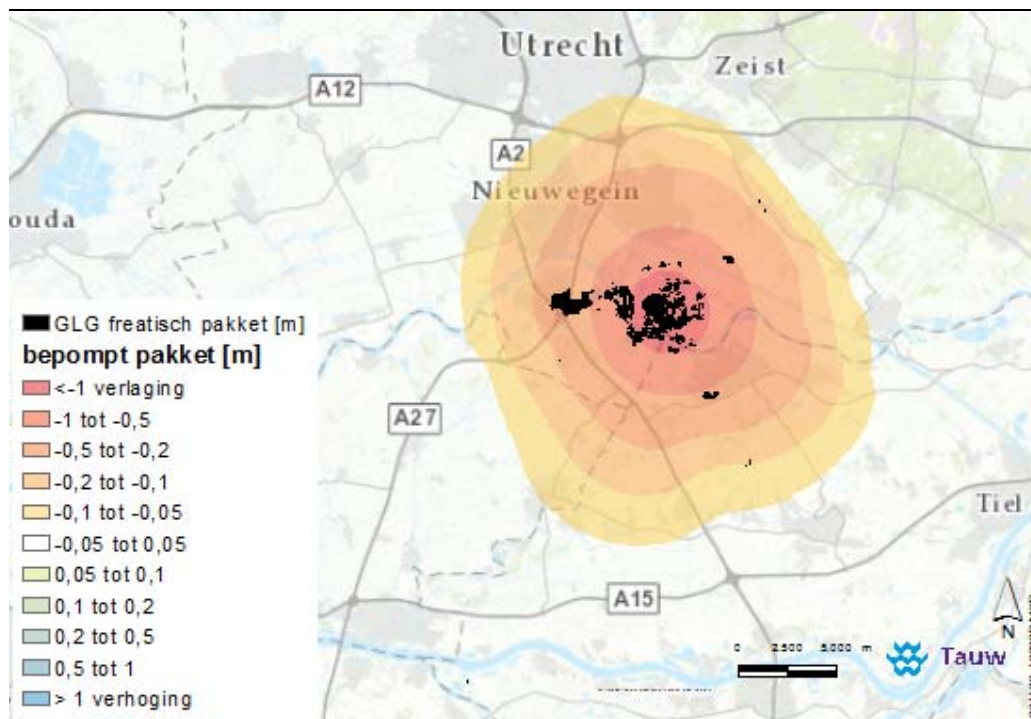 Utrecht
Zeist
A12
A2
Nieuwegein
ouda
GLG freatisch pakket [m]
bepompt pakket [m]
<-1 verlaging
-1 tot -0,5
-0,5 tot -0,2
-0,2 tot -0,1
-0,1 tot -0,05
-0,05 tot 0,05
0,05 tot 0,1
0,1 tot 0,2
0,2 tot 0,5
0,5 tot 1
> 1 verhoging
A27
Tiel
A15
N
0 2.500 5.000 m
Tauw